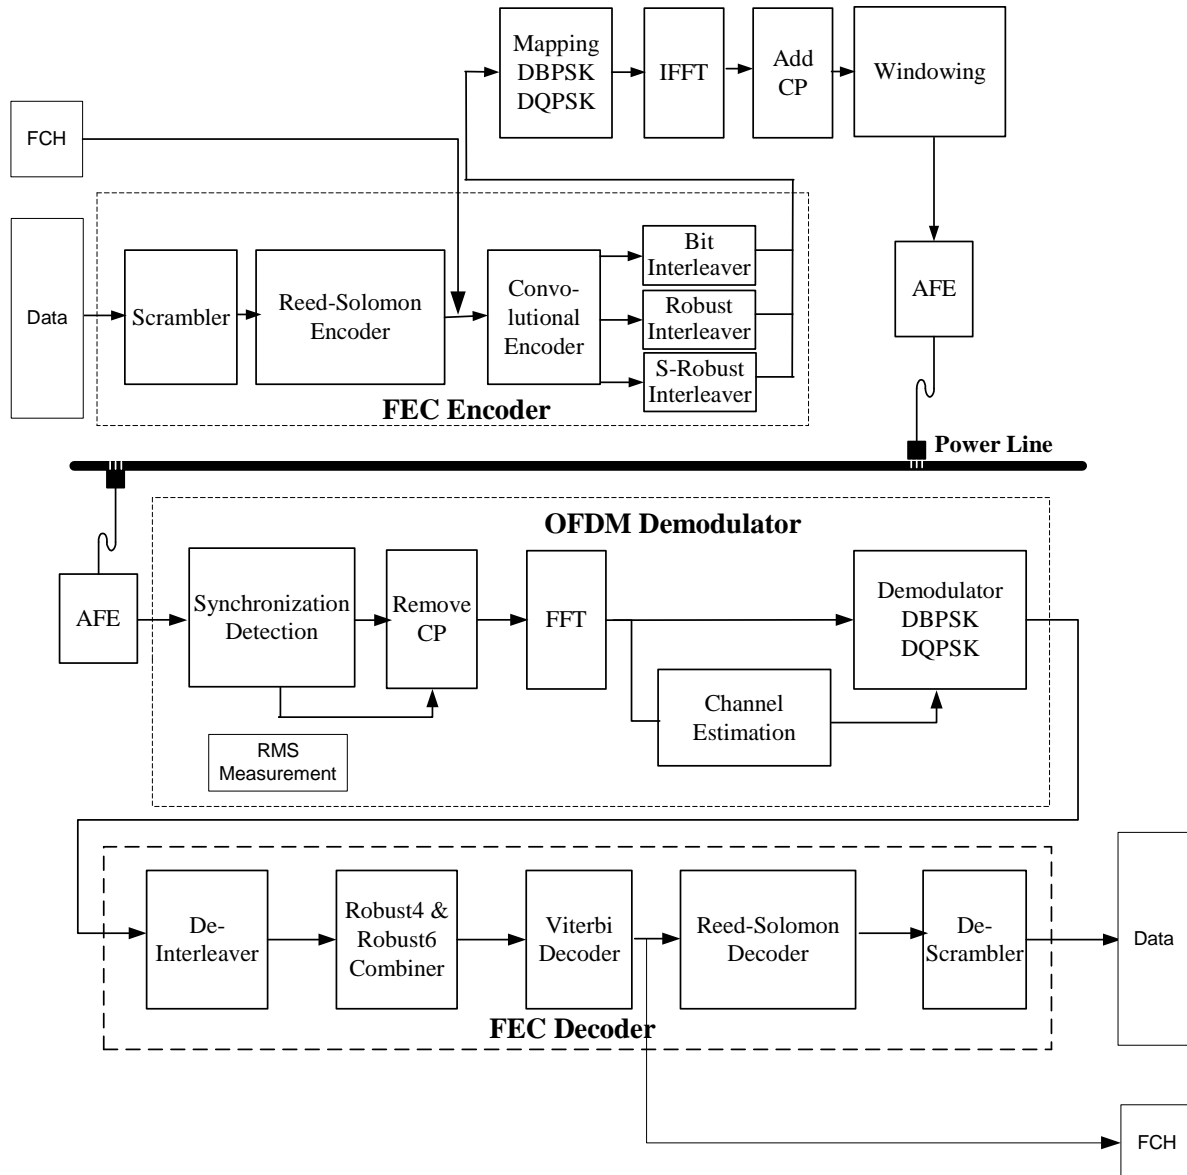 Mapping
DBPSK
DQPSK
IFFT
Add
CP
Windowing
FCH
Data
Scrambler
Reed-Solomon
Encoder
Convo-
lutional
Encoder
Bit
Interleaver
Robust
Interleaver
S-Robust
Interleaver
FEC Encoder
AFE
Power Line
OFDM Demodulator
AFE
Synchronization
Detection
Remove
CP
FFT
Demodulator
DBPSK
DQPSK
Channel
Estimation
RMS
Measurement
De-
Interleaver
Robust4 &
Robust6
Combiner
Viterbi
Decoder
Reed-Solomon
Decoder
De-
Scrambler
Data
FEC Decoder
FCH